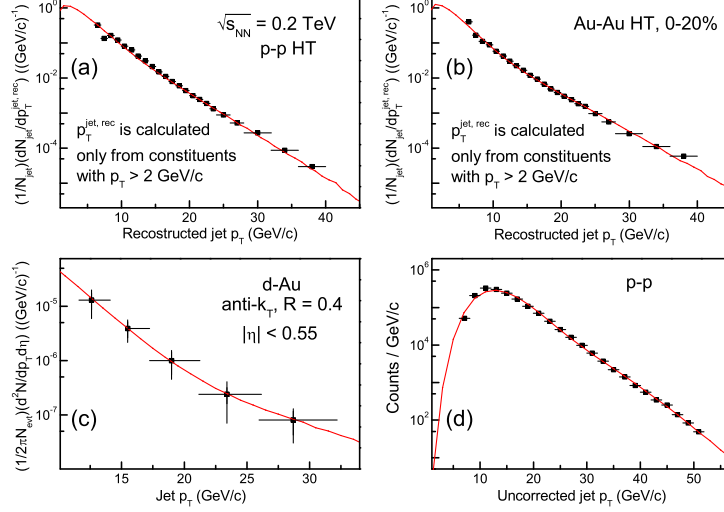 10⁰
10⁻²
10⁻⁴
(1/N_jet)(dN_jet/dp_T^jet, rec) ((GeV/c)⁻¹)
√s_NN = 0.2 TeV
p-p HT
(a)
p_T^jet, rec is calculated
only from constituents
with p_T > 2 GeV/c
10 20 30 40
Recostructed jet p_T (GeV/c)
10⁰
10⁻²
10⁻⁴
(1/N_jet)(dN_jet/dp_T^jet, rec) ((GeV/c)⁻¹)
Au-Au HT, 0-20%
(b)
p_T^jet, rec is calculated
only from constituents
with p_T > 2 GeV/c
10 20 30 40
Recostructed jet p_T (GeV/c)
10⁻⁵
10⁻⁶
10⁻⁷
(1/2πN_evt)(d²N/dp_Tdη) ((GeV/c)⁻¹)
d-Au
anti-k_T, R = 0.4
|η| < 0.55
(c)
15 20 25 30
Jet p_T (GeV/c)
10⁶
10⁴
10²
Counts / GeV/c
p-p
(d)
10 20 30 40 50
Uncorrected jet p_T (GeV/c)